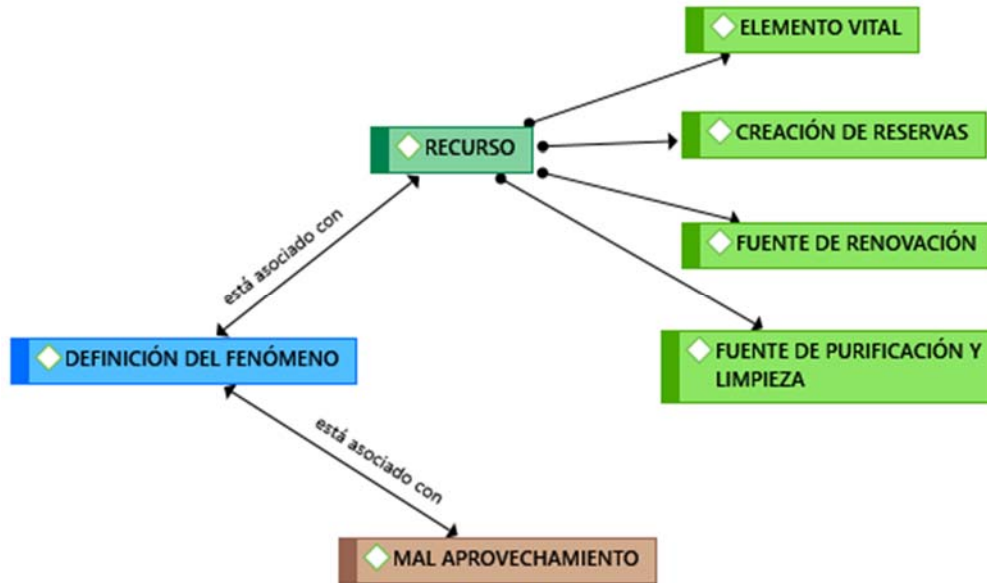 ELEMENTO VITAL
RECURSO
CREACIÓN DE RESERVAS
está asociado con
FUENTE DE RENOVACIÓN
DEFINICIÓN DEL FENÓMENO
FUENTE DE PURIFICACIÓN Y
LIMPIEZA
está asociado con
MAL APROVECHAMIENTO